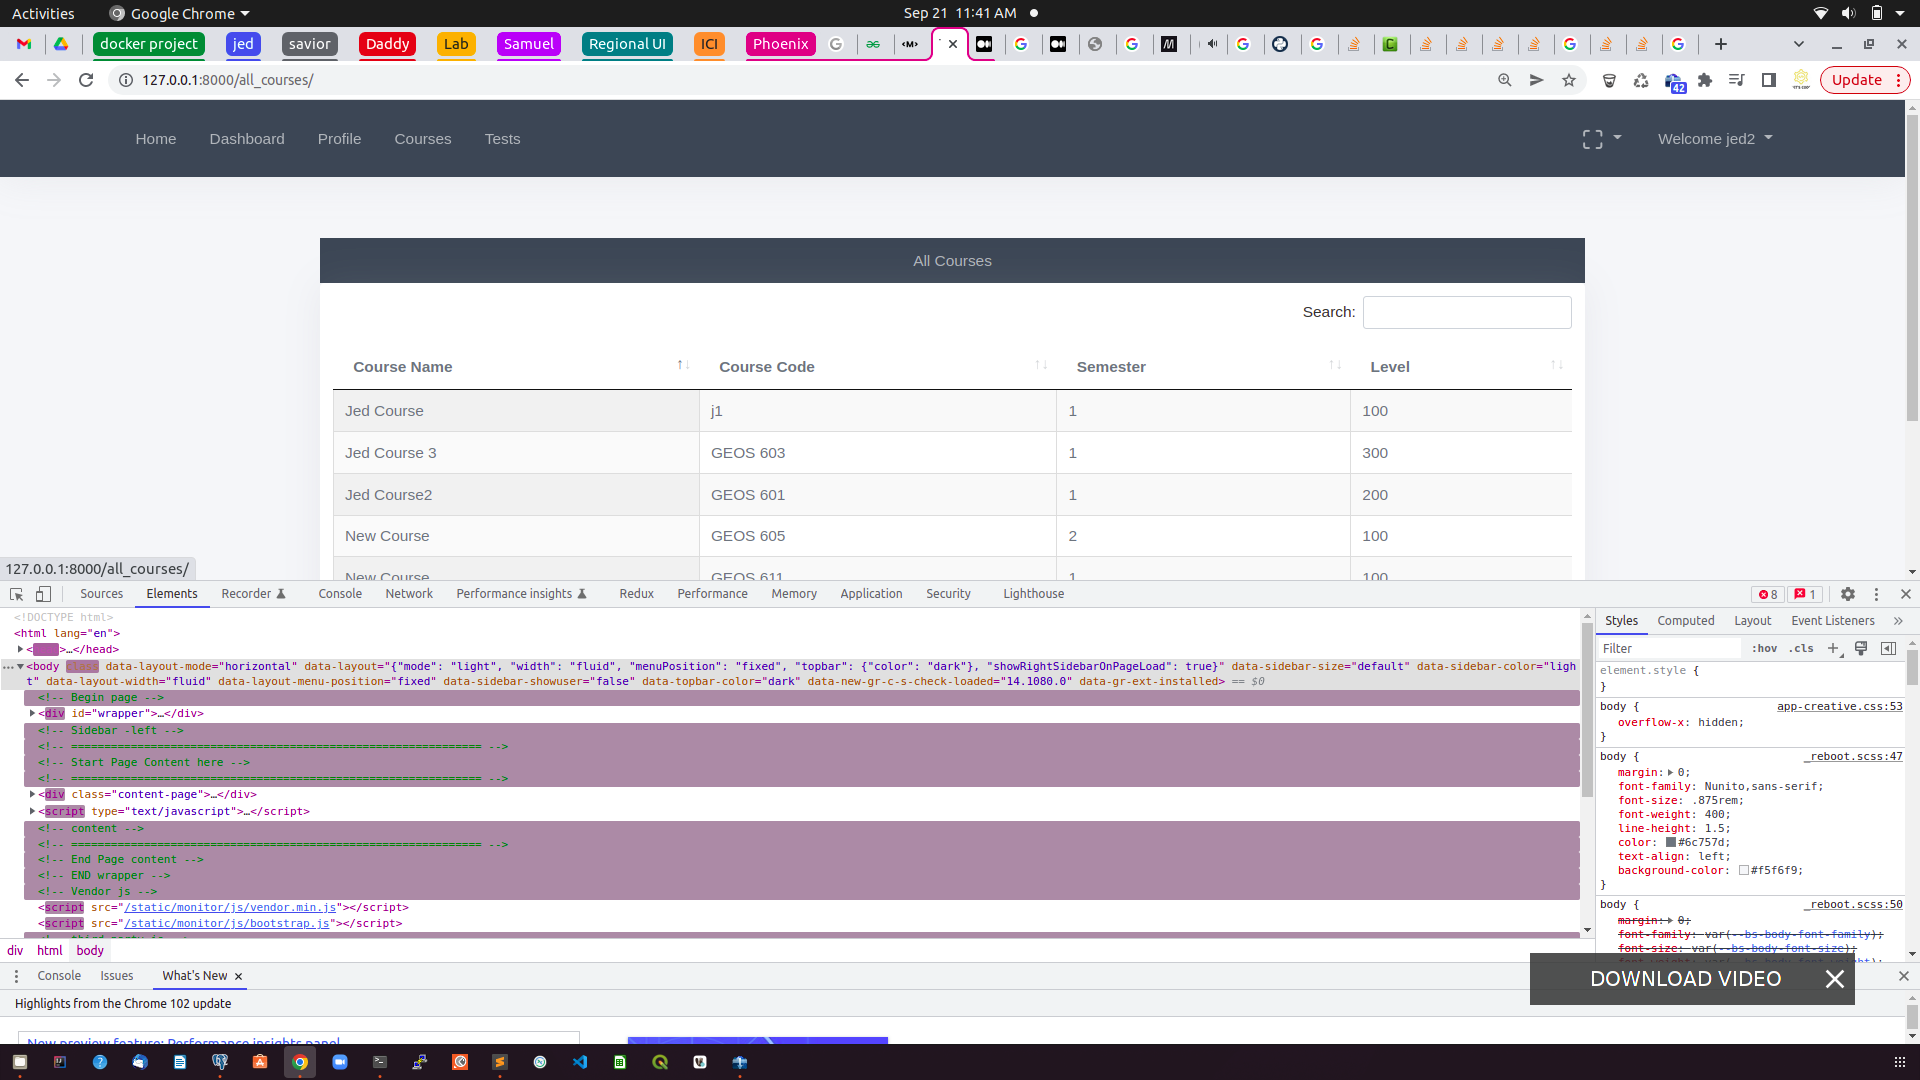 Activities Google Chrome Sep 21 11:41 AM
docker project jed savior Daddy Lab Samuel Regional UI ICI Phoenix
127.0.0.1:8000/all_courses/ 42 Update
Home Dashboard Profile Courses Tests Welcome jed2
All Courses
Search:
Course Name Course Code Semester Level
Jed Course j1 1 100
Jed Course 3 GEOS 603 1 300
Jed Course2 GEOS 601 1 200
New Course GEOS 605 2 100
New Course GEOS 611 1 100
127.0.0.1:8000/all_courses/
Sources Elements Recorder Console Network Performance insights Redux Performance Memory Application Security Lighthouse 8 1
<!DOCTYPE html>
<html lang="en">
<head>…</head>
<body class data-layout-mode="horizontal" data-layout="{"mode": "light", "width": "fluid", "menuPosition": "fixed", "topbar": {"color": "dark"}, "showRightSidebarOnPageLoad": true}" data-sidebar-size="default" data-sidebar-color="ligh
t" data-layout-width="fluid" data-layout-menu-position="fixed" data-sidebar-showuser="false" data-topbar-color="dark" data-new-gr-c-s-check-loaded="14.1080.0" data-gr-ext-installed> == $0
<!-- Begin page -->
<div id="wrapper">…</div>
<!-- Sidebar -left -->
<!-- ============================================================== -->
<!-- Start Page Content here -->
<!-- ============================================================== -->
<div class="content-page">…</div>
<script type="text/javascript">…</script>
<!-- content -->
<!-- ============================================================== -->
<!-- End Page content -->
<!-- END wrapper -->
<!-- Vendor js -->
<script src="/static/monitor/js/vendor.min.js"></script>
<script src="/static/monitor/js/bootstrap.js"></script>
<!-- third party js -->
div html body
Styles Computed Layout Event Listeners »
Filter :hov .cls +
element.style {
}
body { app-creative.css:53
overflow-x: hidden;
}
body { _reboot.scss:47
margin: 0;
font-family: Nunito,sans-serif;
font-size: .875rem;
font-weight: 400;
line-height: 1.5;
color: #6c757d;
text-align: left;
background-color: #f5f6f9;
}
body { _reboot.scss:50
margin: 0;
font-family: var(--bs-body-font-family);
font-size: var(--bs-body-font-size);
font-weight: var(--bs-body-font-weight);
DOWNLOAD VIDEO
Console Issues What's New
Highlights from the Chrome 102 update
New preview feature: Performance insights panel